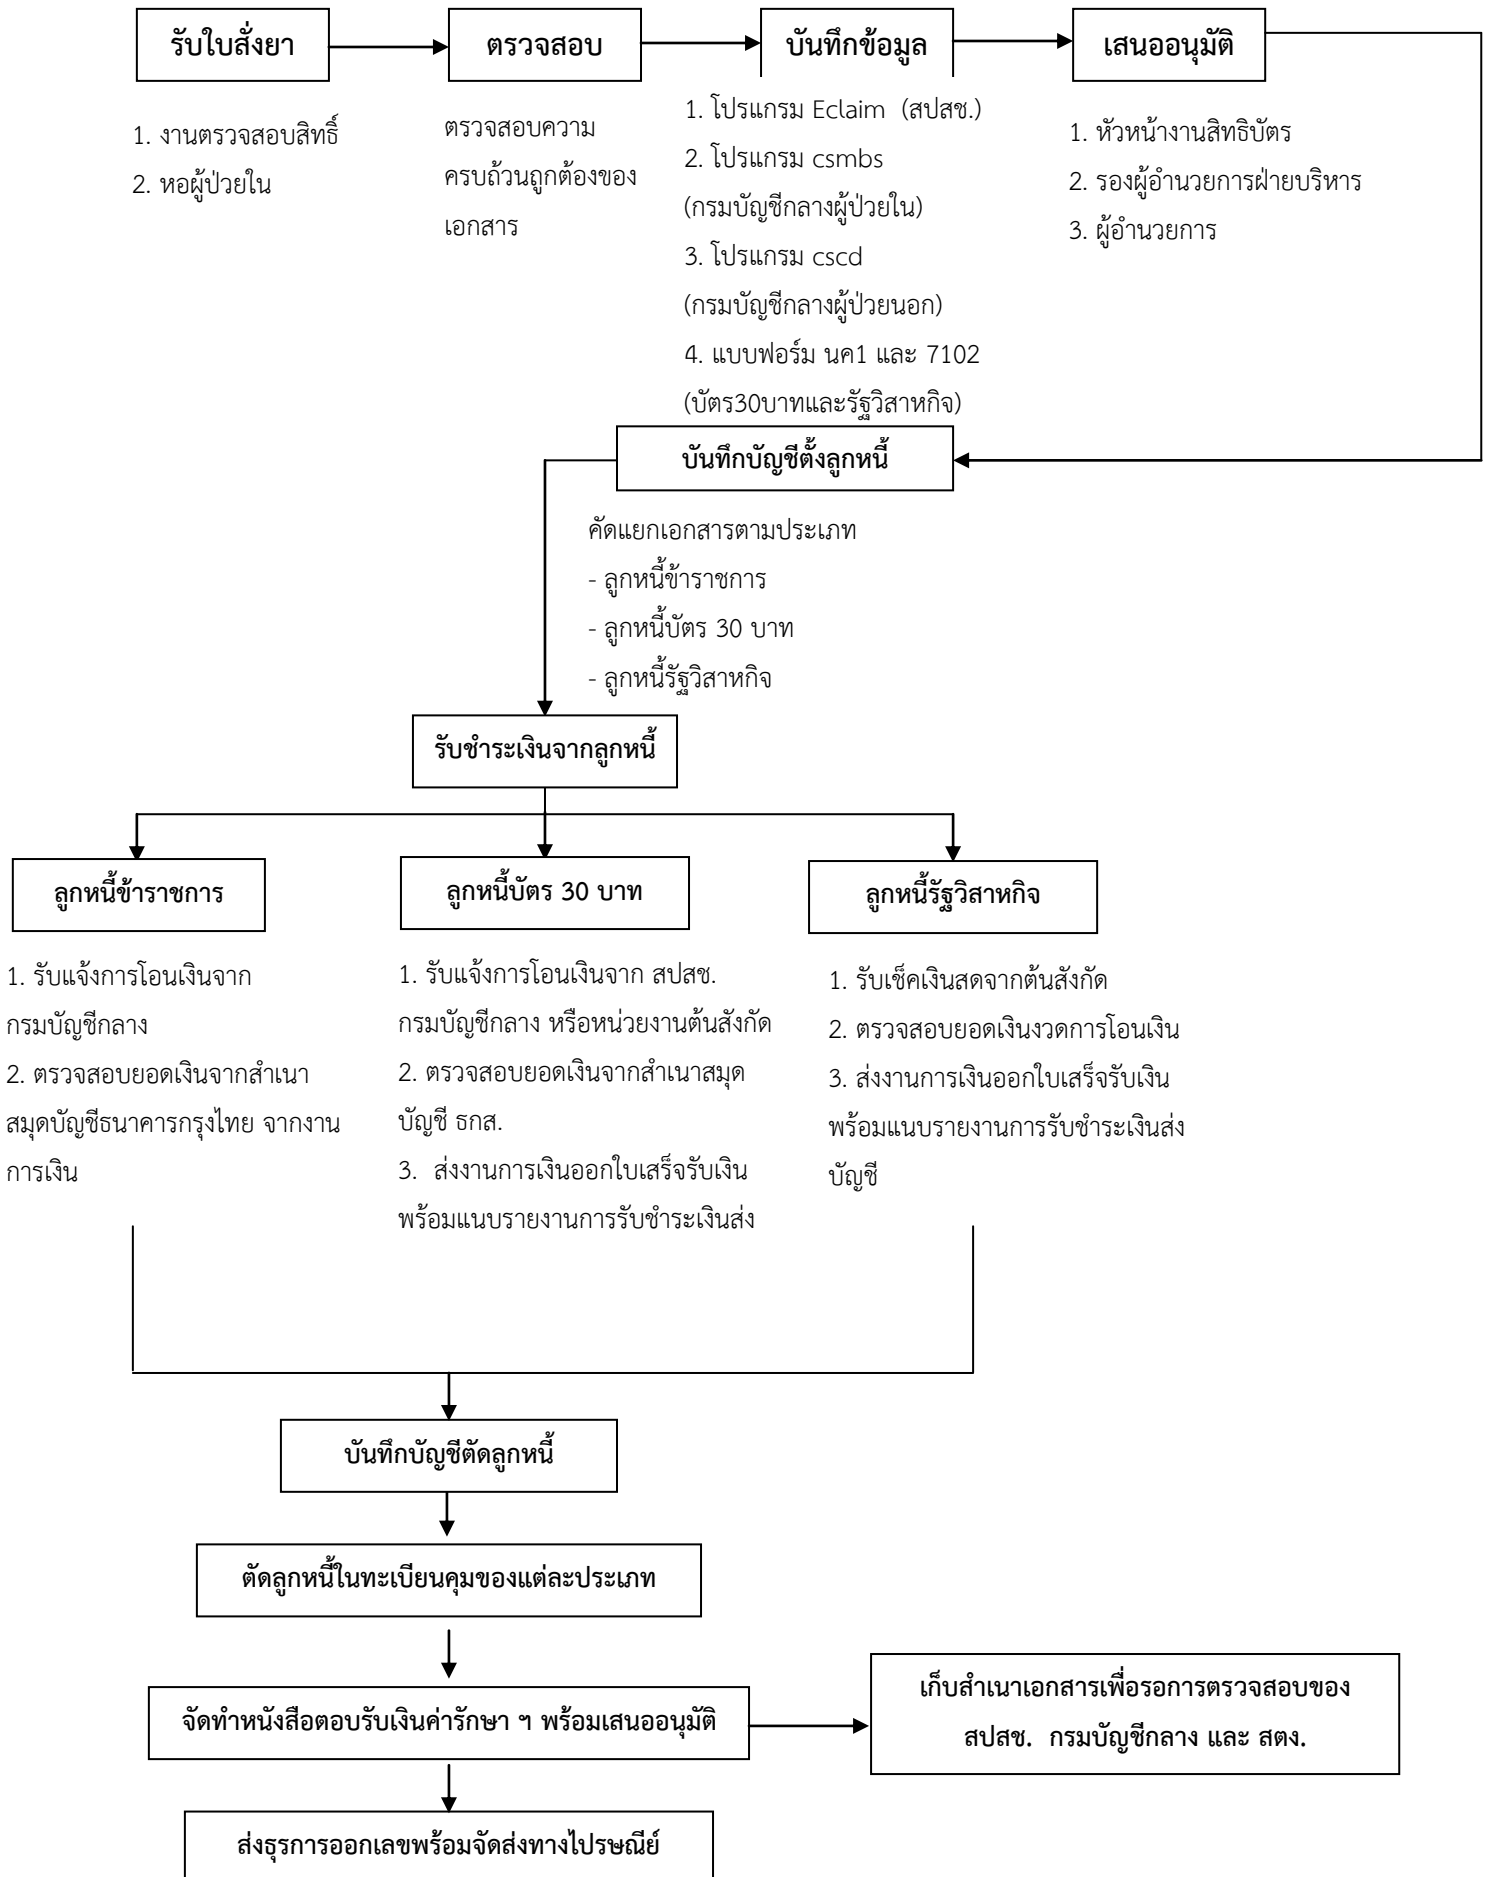 รับใบสั่งยา
ตรวจสอบ
บันทึกข้อมูล
เสนออนุมัติ
1. งานตรวจสอบสิทธิ์
2. หอผู้ป่วยใน
ตรวจสอบความ
ครบถ้วนถูกต้องของ
เอกสาร
1. โปรแกรม Eclaim (สปสช.)
2. โปรแกรม csmbs
(กรมบัญชีกลางผู้ป่วยใน)
3. โปรแกรม cscd
(กรมบัญชีกลางผู้ป่วยนอก)
4. แบบฟอร์ม นค1 และ 7102
(บัตร30บาทและรัฐวิสาหกิจ)
1. หัวหน้างานสิทธิบัตร
2. รองผู้อำนวยการฝ่ายบริหาร
3. ผู้อำนวยการ
บันทึกบัญชีตั้งลูกหนี้
คัดแยกเอกสารตามประเภท
- ลูกหนี้ข้าราชการ
- ลูกหนี้บัตร 30 บาท
- ลูกหนี้รัฐวิสาหกิจ
รับชำระเงินจากลูกหนี้
ลูกหนี้ข้าราชการ
ลูกหนี้บัตร 30 บาท
ลูกหนี้รัฐวิสาหกิจ
1. รับแจ้งการโอนเงินจาก
กรมบัญชีกลาง
2. ตรวจสอบยอดเงินจากสำเนา
สมุดบัญชีธนาคารกรุงไทย จากงาน
การเงิน
1. รับแจ้งการโอนเงินจาก สปสช.
กรมบัญชีกลาง หรือหน่วยงานต้นสังกัด
2. ตรวจสอบยอดเงินจากสำเนาสมุด
บัญชี ธกส.
3. ส่งงานการเงินออกใบเสร็จรับเงิน
พร้อมแนบรายงานการรับชำระเงินส่ง
1. รับเช็คเงินสดจากต้นสังกัด
2. ตรวจสอบยอดเงินงวดการโอนเงิน
3. ส่งงานการเงินออกใบเสร็จรับเงิน
พร้อมแนบรายงานการรับชำระเงินส่ง
บัญชี
บันทึกบัญชีตัดลูกหนี้
ตัดลูกหนี้ในทะเบียนคุมของแต่ละประเภท
จัดทำหนังสือตอบรับเงินค่ารักษา ฯ พร้อมเสนออนุมัติ
เก็บสำเนาเอกสารเพื่อรอการตรวจสอบของ
สปสช. กรมบัญชีกลาง และ สตง.
ส่งธุรการออกเลขพร้อมจัดส่งทางไปรษณีย์